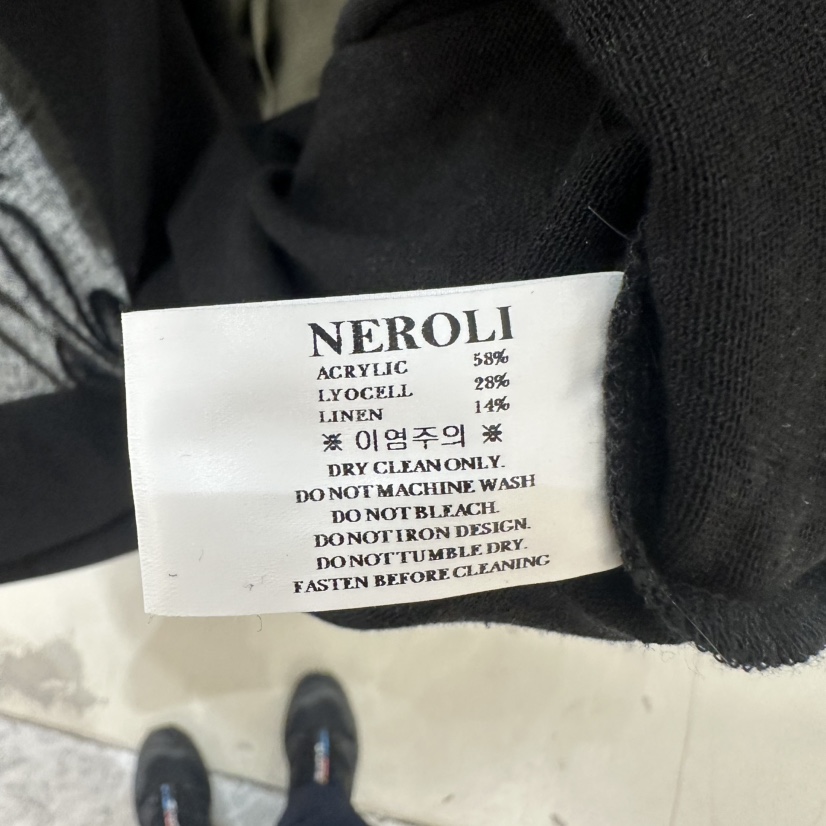 NEROLI
ACRYLIC 58%
LYOCELL 28%
LINEN 14%
※ 이염주의 ※
DRY CLEAN ONLY.
DO NOT MACHINE WASH
DO NOT BLEACH.
DO NOT IRON DESIGN.
DO NOT TUMBLE DRY.
FASTEN BEFORE CLEANING